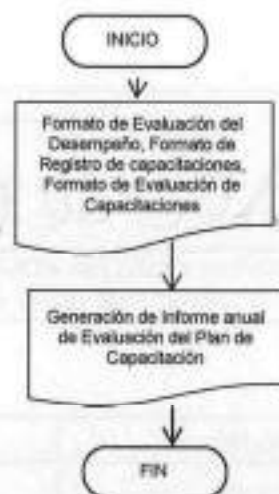 INICIO
Formato de Evaluación del
Desempeño, Formato de
Registro de capacitaciones,
Formato de Evaluación de
Capacitaciones
Generación de Informe anual
de Evaluación del Plan de
Capacitación
FIN